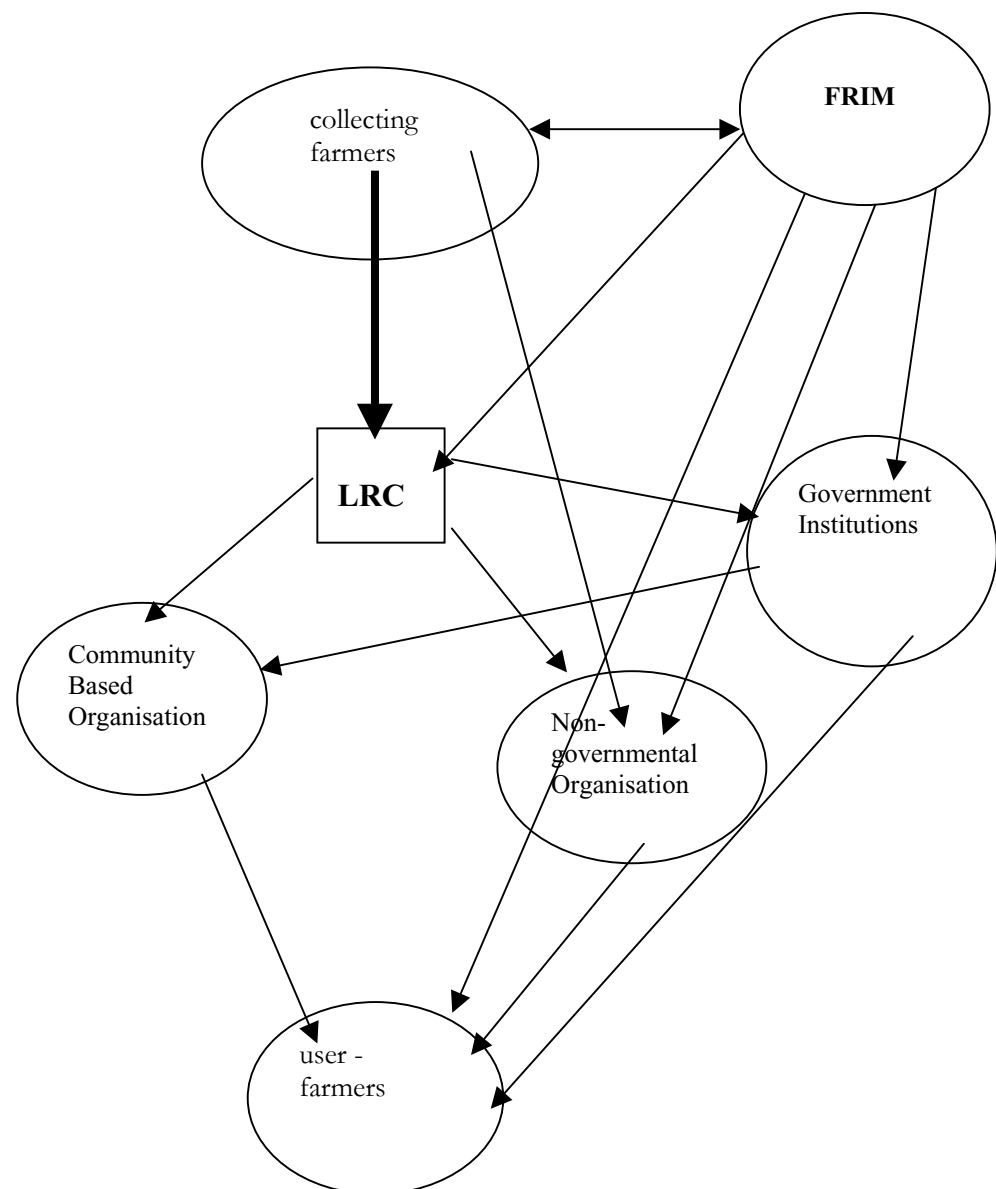 collecting
farmers
FRIM
LRC
Government
Institutions
Community
Based
Organisation
Non-
governmental
Organisation
user -
farmers